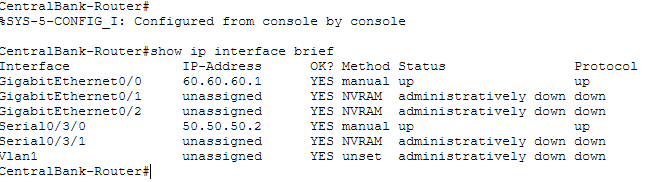 CentralBank-Router#
%SYS-5-CONFIG_I: Configured from console by console
CentralBank-Router#show ip interface brief
Interface IP-Address OK? Method Status Protocol
GigabitEthernet0/0 60.60.60.1 YES manual up up
GigabitEthernet0/1 unassigned YES NVRAM administratively down down
GigabitEthernet0/2 unassigned YES NVRAM administratively down down
Serial0/3/0 50.50.50.2 YES manual up up
Serial0/3/1 unassigned YES NVRAM administratively down down
Vlan1 unassigned YES unset administratively down down
CentralBank-Router#